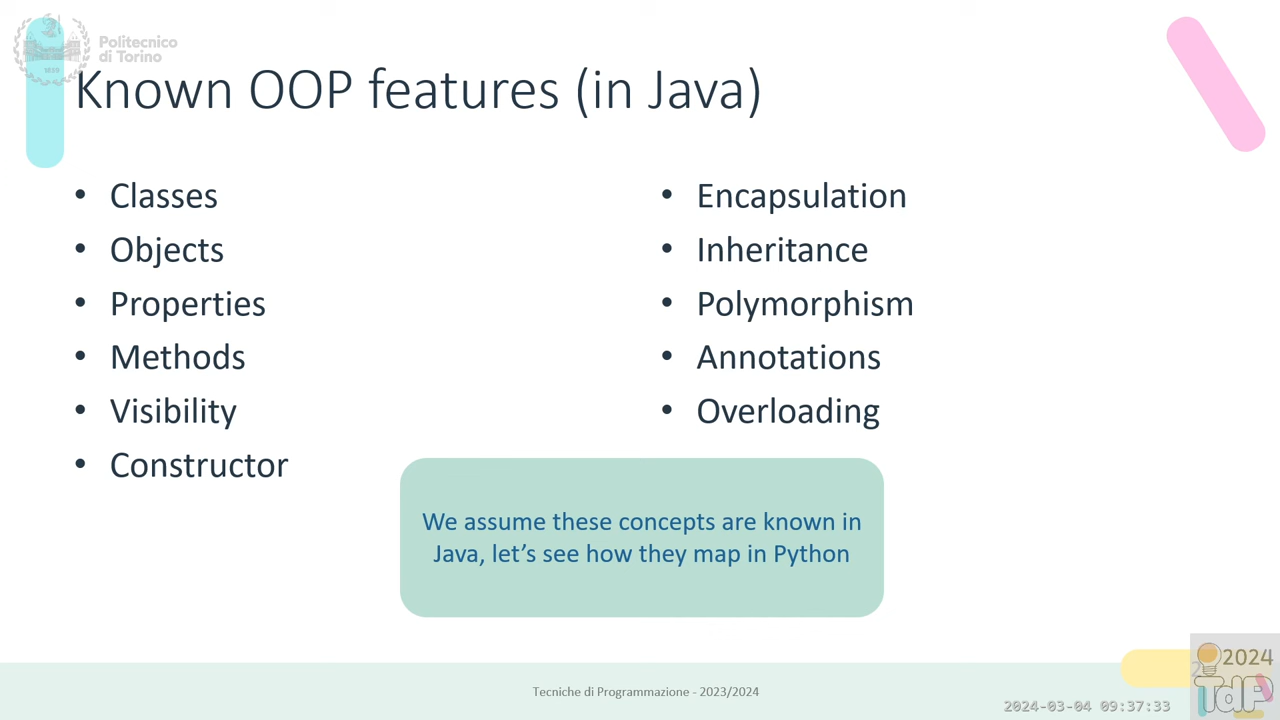 Politecnico
di Torino
1859
Known OOP features (in Java)
• Classes
• Objects
• Properties
• Methods
• Visibility
• Constructor
• Encapsulation
• Inheritance
• Polymorphism
• Annotations
• Overloading
We assume these concepts are known in
Java, let’s see how they map in Python
Tecniche di Programmazione - 2023/2024
2024-03-04 09:37:33
2024
TdP